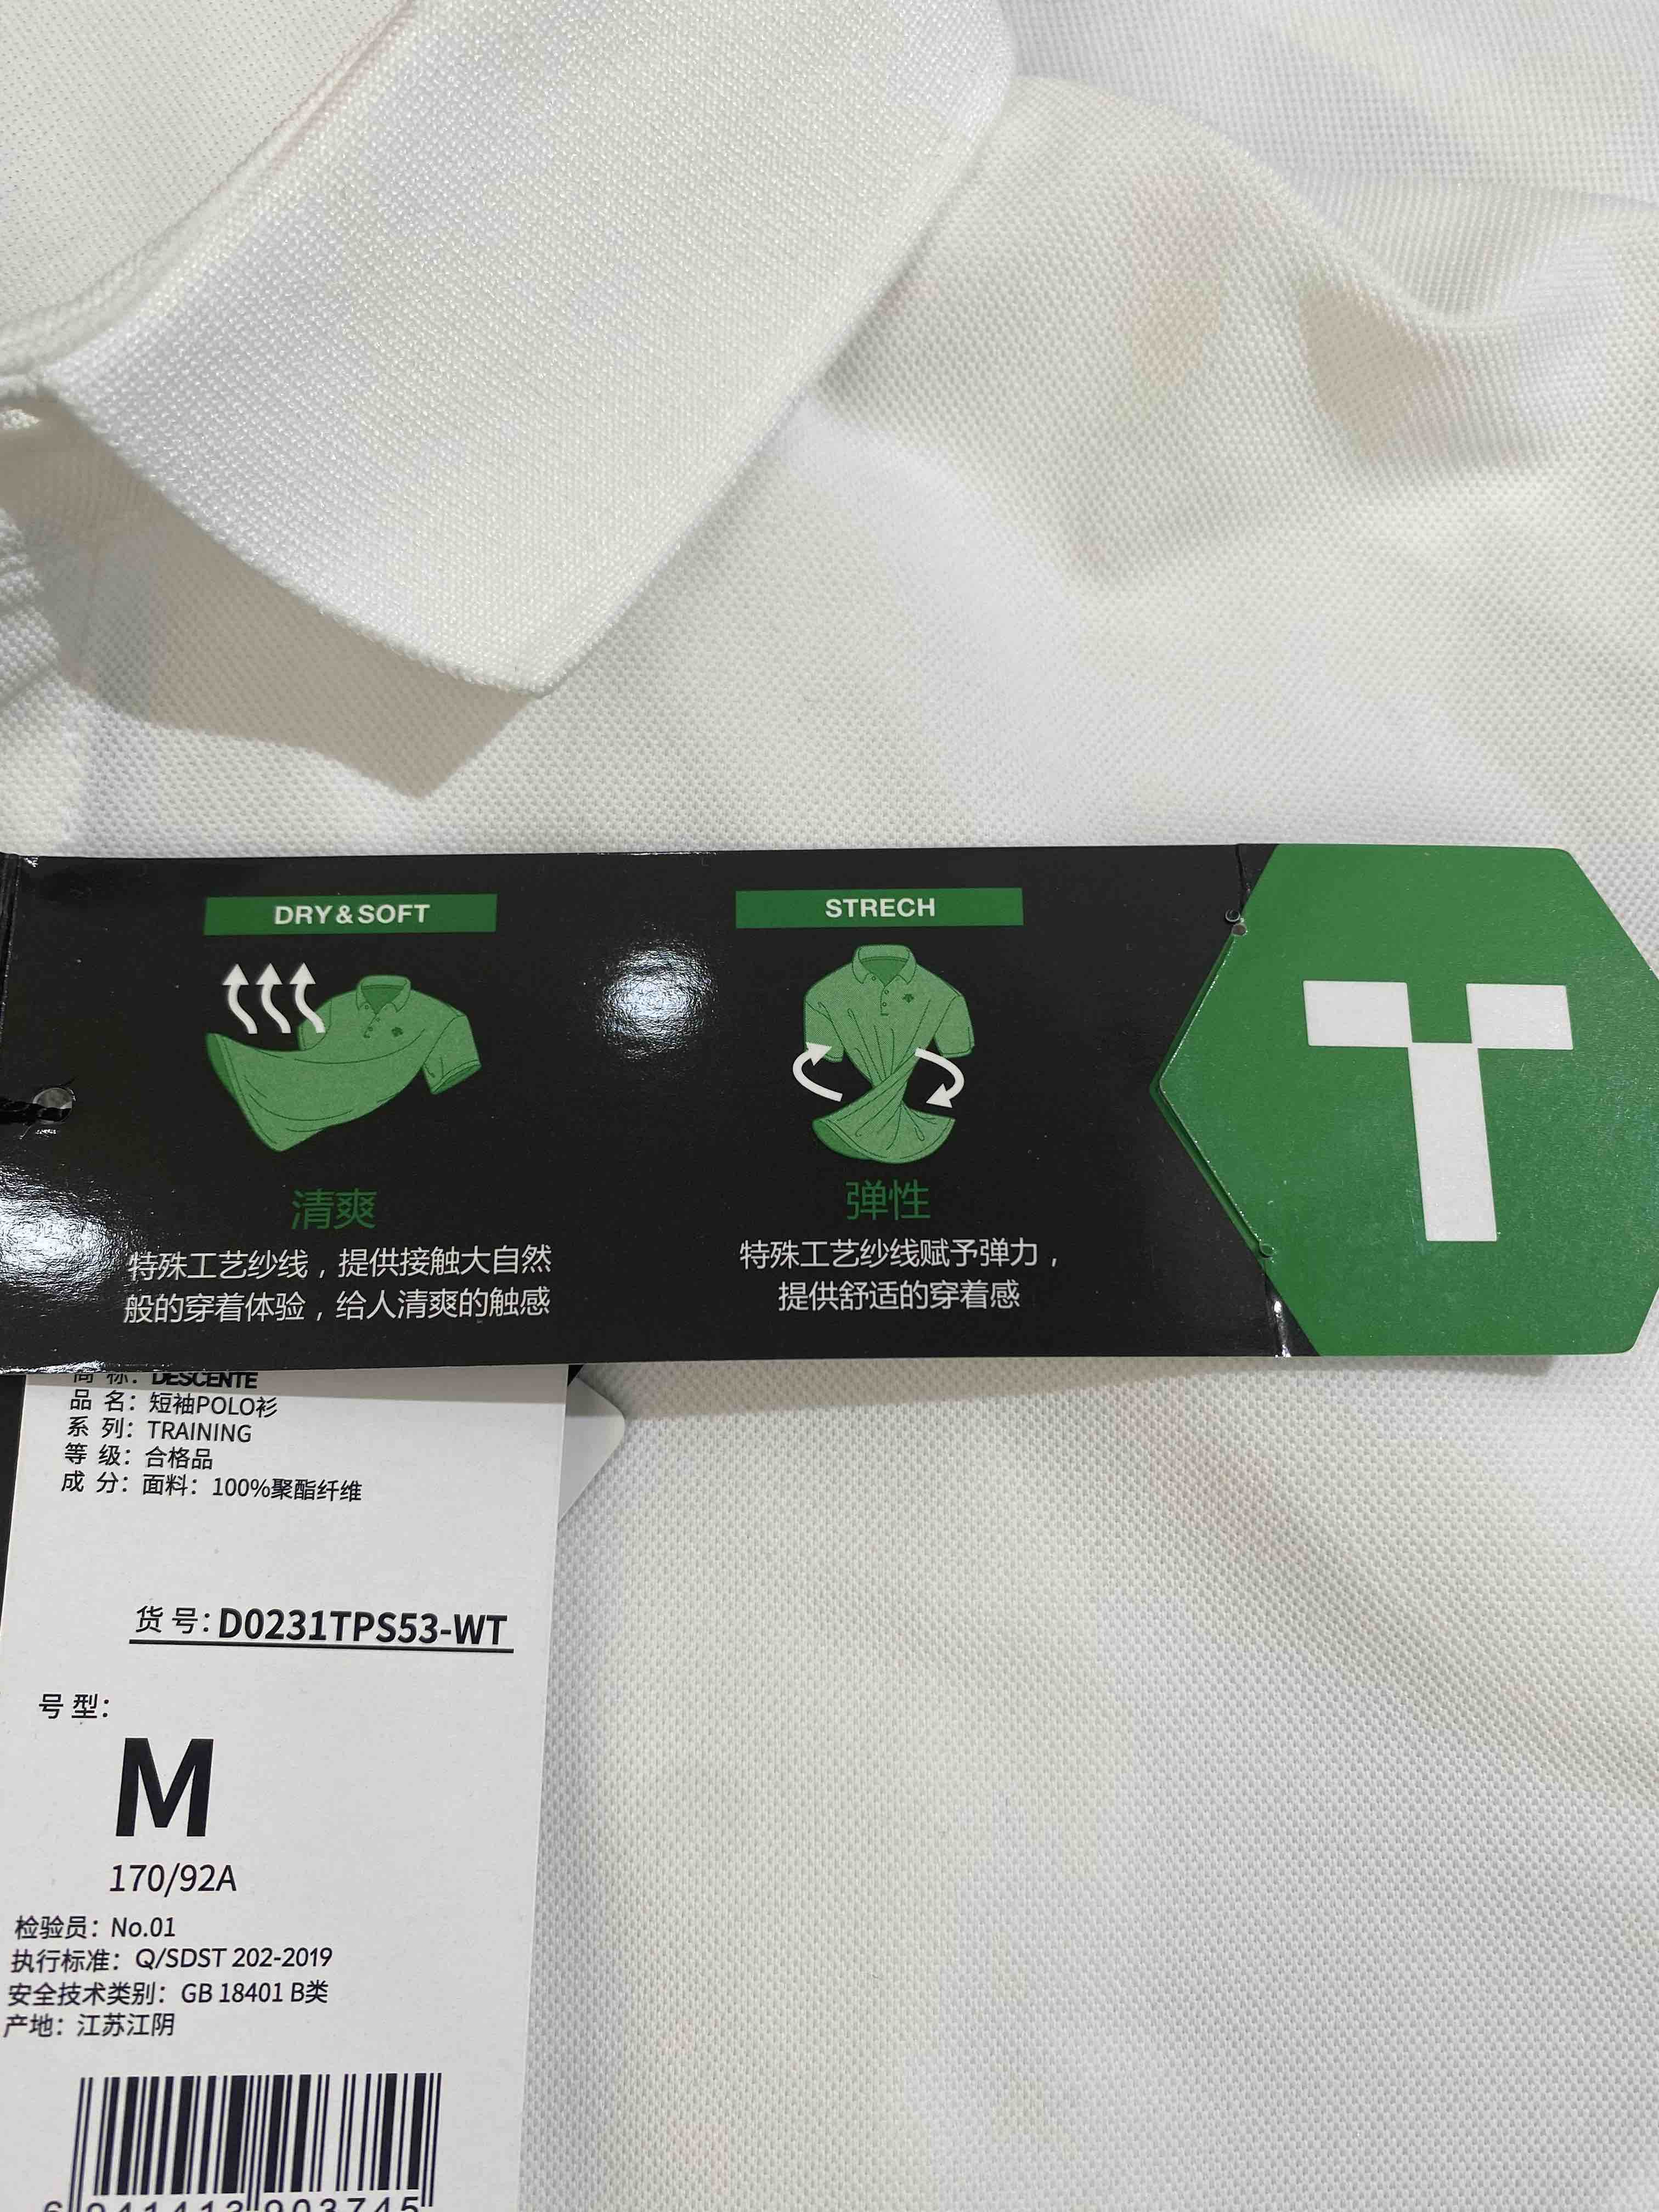 DRY&SOFT
清爽
特殊工艺纱线，提供接触大自然
般的穿着体验，给人清爽的触感
STRECH
弹性
特殊工艺纱线赋予弹力，
提供舒适的穿着感
T
商 标：DESCENTE
品 名：短袖POLO衫
系 列：TRAINING
等 级：合格品
成 分：面料：100%聚酯纤维
货 号：D0231TPS53-WT
号 型：
M
170/92A
检验员：No.01
执行标准：Q/SDST 202-2019
安全技术类别：GB 18401 B类
产地：江苏江阴
6 941413 903745